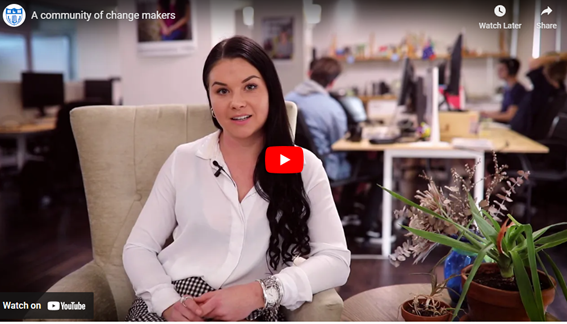 A community of change makers
Watch Later
Share
Watch on YouTube